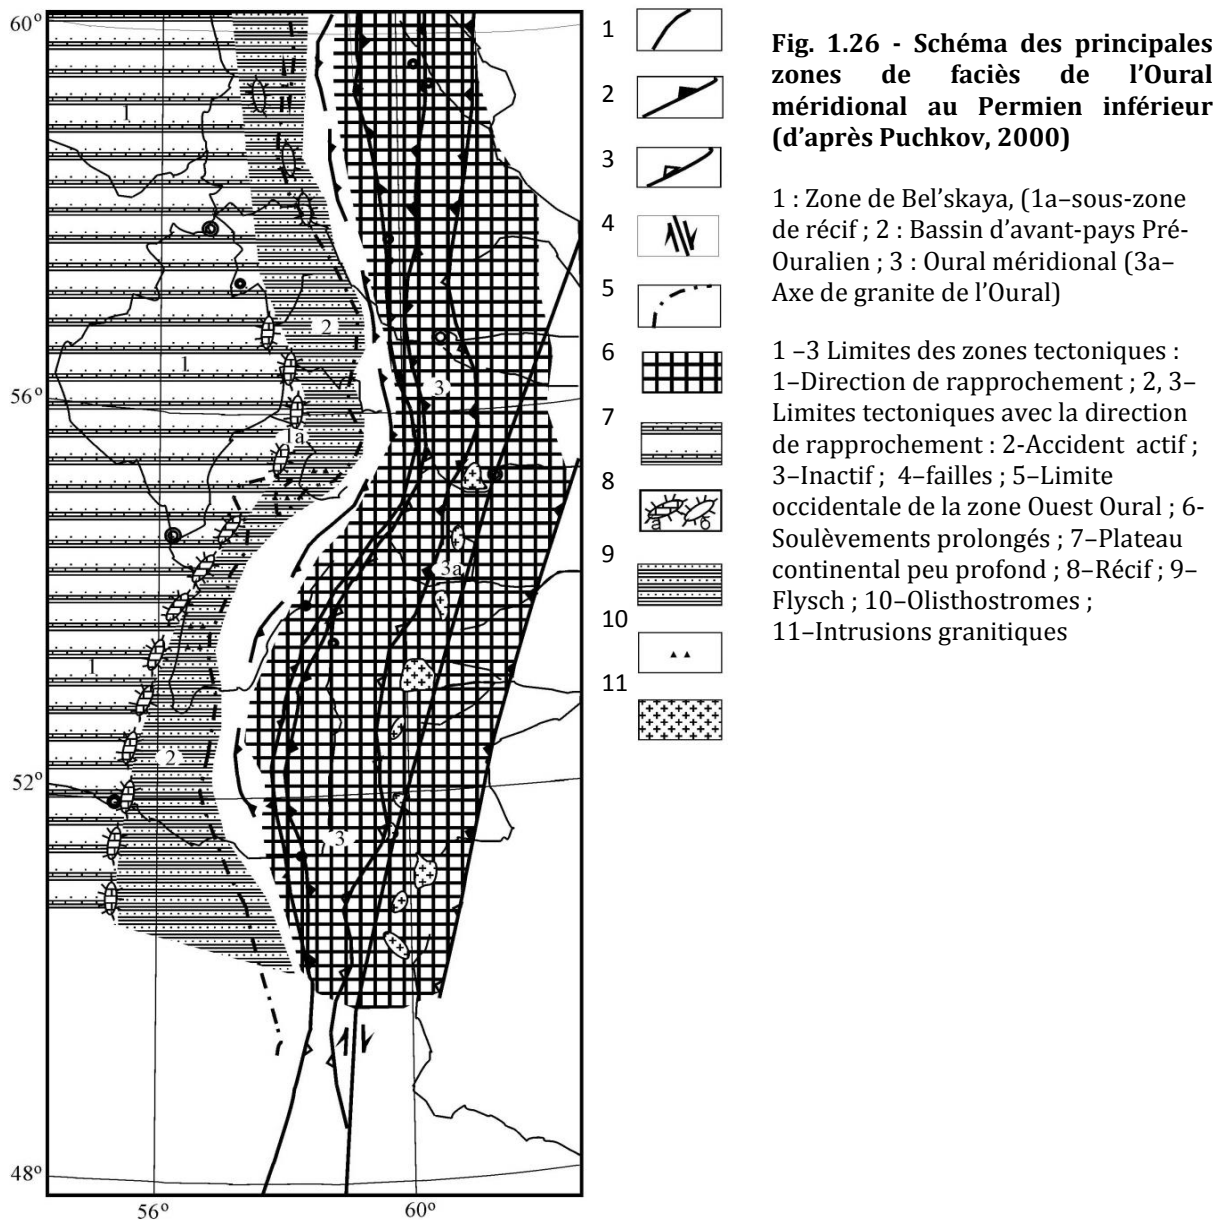 60°
56°
52°
48°
56°
60°
1
1
2
1a
3
3a
1
2
3
1
2
3
4
5
6
7
8
а б
9
10
11
Fig. 1.26 - Schéma des principales
zones de faciès de l'Oural
méridional au Permien inférieur
(d'après Puchkov, 2000)
1 : Zone de Bel'skaya, (1a–sous-zone
de récif ; 2 : Bassin d'avant-pays Pré-
Ouralien ; 3 : Oural méridional (3a–
Axe de granite de l'Oural)
1 –3 Limites des zones tectoniques :
1–Direction de rapprochement ; 2, 3–
Limites tectoniques avec la direction
de rapprochement : 2-Accident actif ;
3–Inactif ; 4–failles ; 5–Limite
occidentale de la zone Ouest Oural ; 6-
Soulèvements prolongés ; 7–Plateau
continental peu profond ; 8–Récif ; 9–
Flysch ; 10–Olisthostromes ;
11–Intrusions granitiques